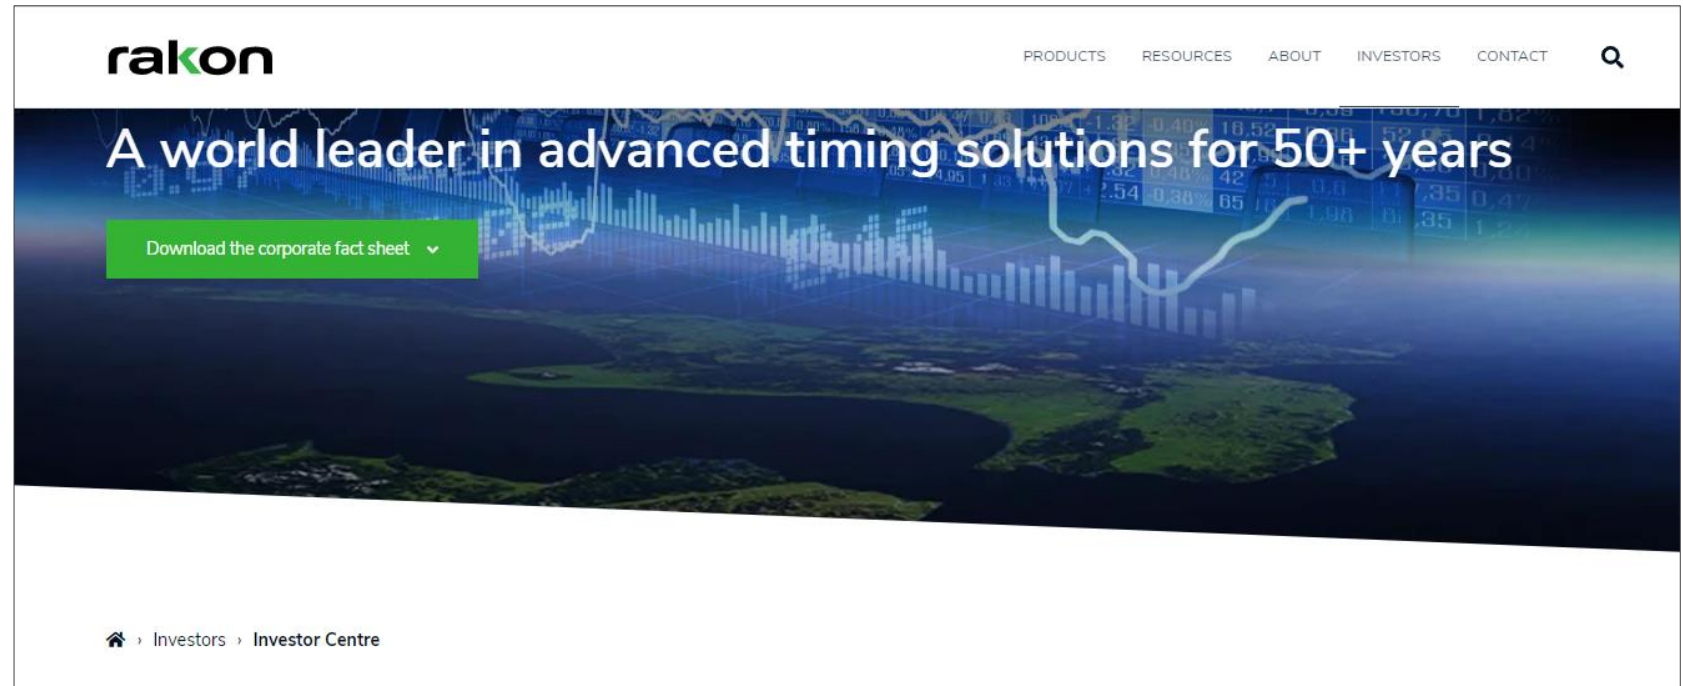 rakon
PRODUCTS RESOURCES ABOUT INVESTORS CONTACT
A world leader in advanced timing solutions for 50+ years
Download the corporate fact sheet
Investors › Investor Centre